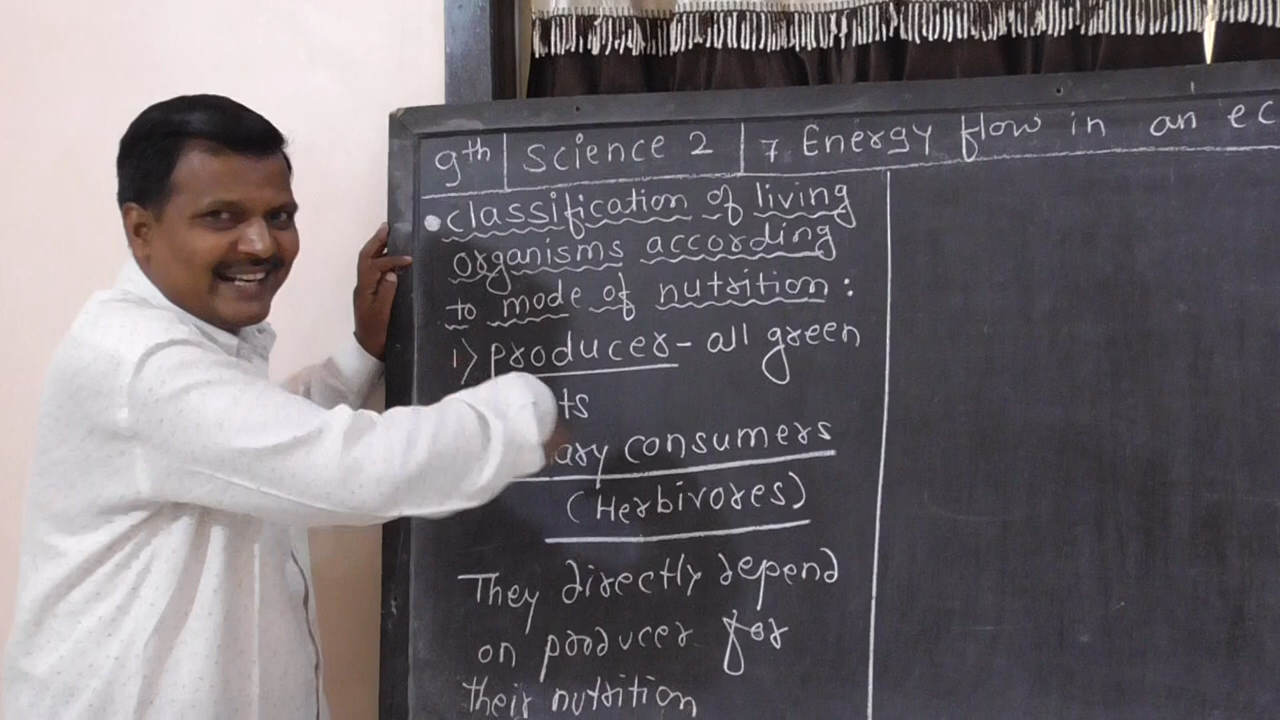 9th | Science 2 | 7 Energy flow in an ec
• classification of living
organisms according
to mode of nutrition :
1) producer - all green
ts
ary consumers
(Herbivores)
They directly depend
on producer for
their nutrition